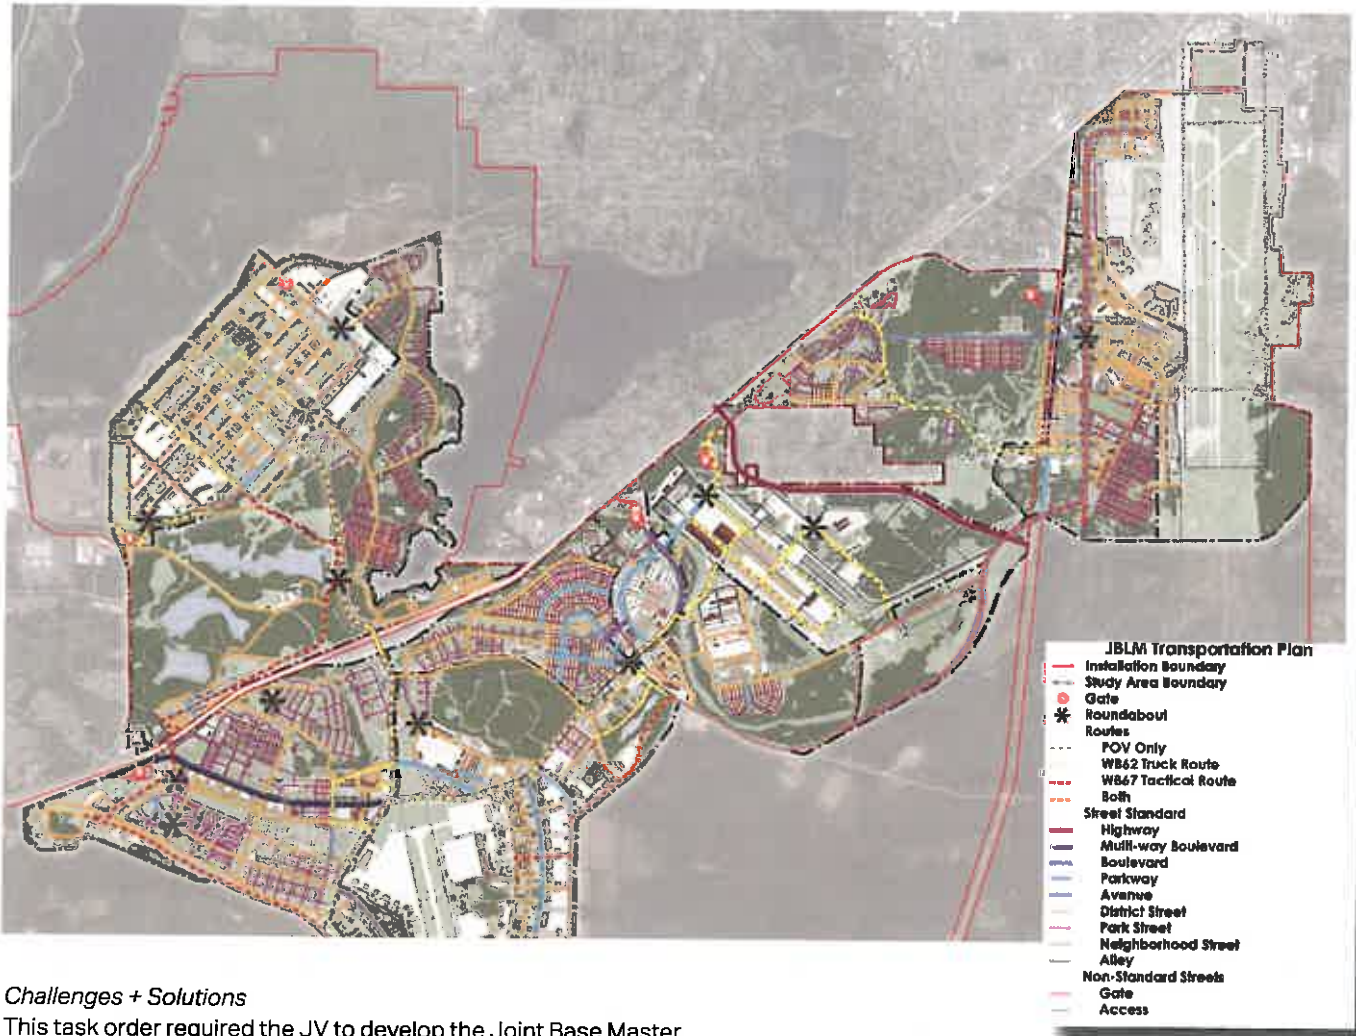 JBLM Transportation Plan
Installation Boundary
Study Area Boundary
Gate
Roundabout
Routes
POV Only
WB62 Truck Route
WB67 Tactical Route
Both
Street Standard
Highway
Multi-way Boulevard
Boulevard
Parkway
Avenue
District Street
Park Street
Neighborhood Street
Alley
Non-Standard Streets
Gate
Access
Challenges + Solutions
This task order required the JV to develop the Joint Base Master